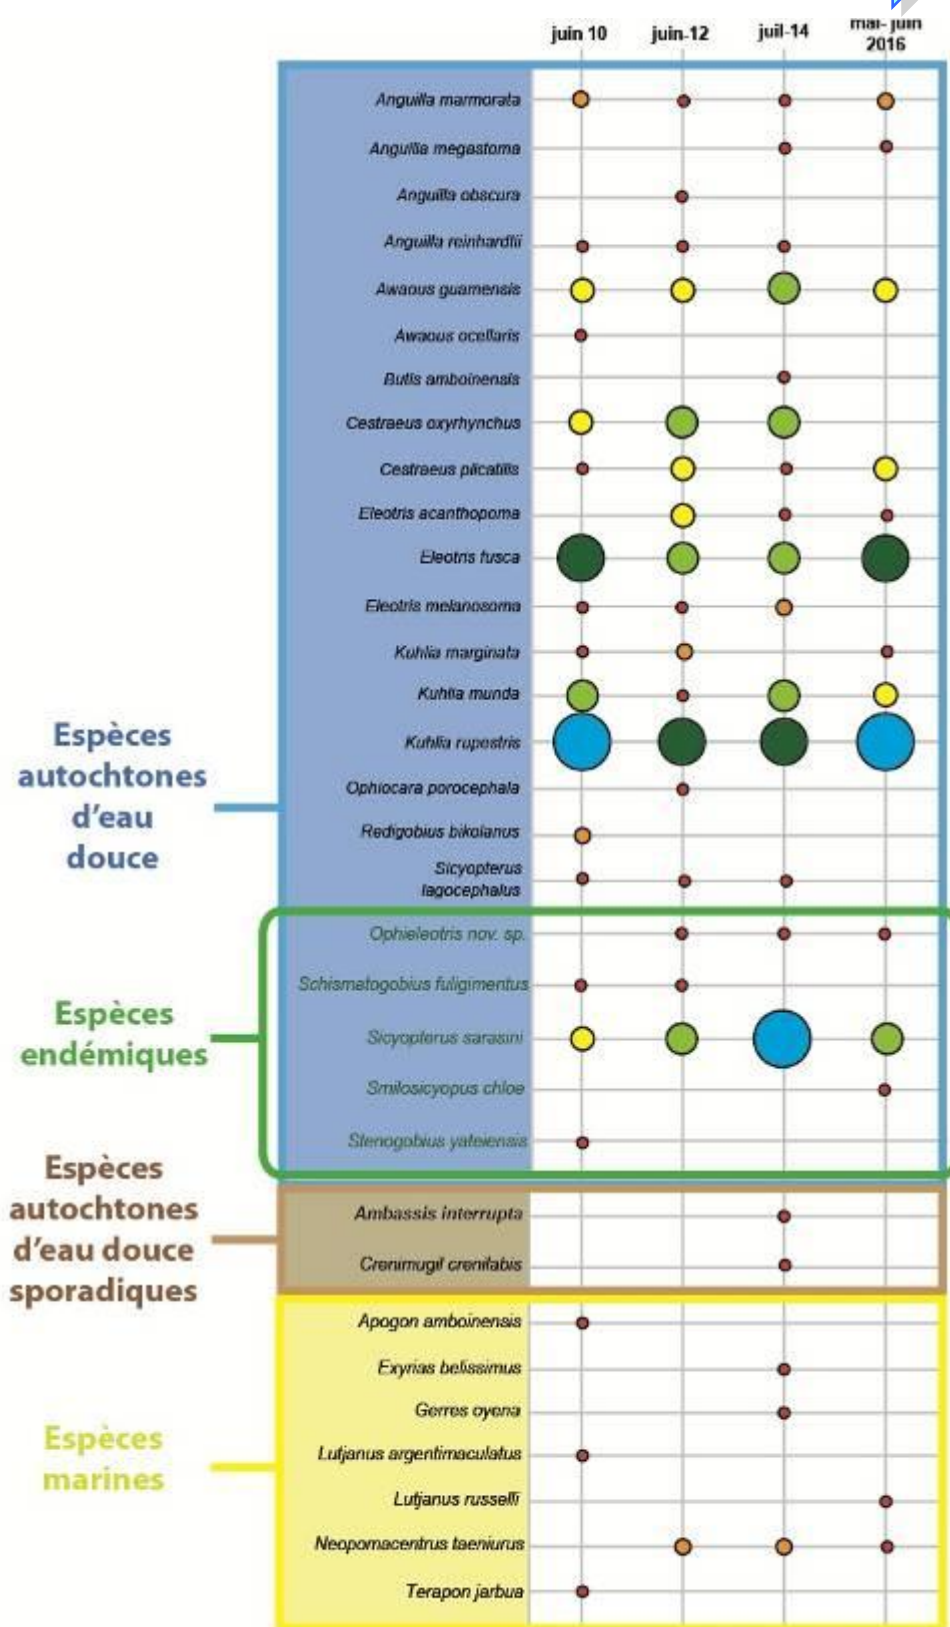 juin 10
juin-12
juil-14
mai- juin
2016
Anguilla marmorata
Anguilla megastoma
Anguilla obscura
Anguilla reinhardtii
Awaous guamensis
Awaous ocellaris
Butis amboinensis
Cestraeus oxyrhynchus
Cestraeus plicatilis
Eleotris acanthopoma
Eleotris fusca
Eleotris melanosoma
Kuhlia marginata
Kuhlia munda
Kuhlia rupestris
Ophiocara porocephala
Redigobius bikolanus
Sicyopterus
lagocephalus
Espèces
autochtones
d'eau
douce
Ophieleotris nov. sp.
Schismatogobius fuligimentus
Sicyopterus sarasini
Smilosicyopus chloe
Stenogobius yateiensis
Espèces
endémiques
Ambassis interrupta
Crenimugil crenilabis
Espèces
autochtones
d'eau douce
sporadiques
Apogon amboinensis
Exyrias belissimus
Gerres oyena
Lutjanus argentimaculatus
Lutjanus russelli
Neopomacentrus taeniurus
Terapon jarbua
Espèces
marines